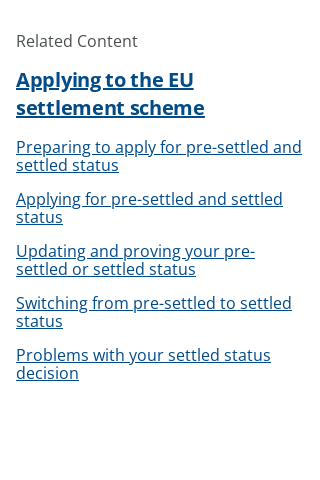 Related Content
Applying to the EU
settlement scheme
Preparing to apply for pre-settled and
settled status
Applying for pre-settled and settled
status
Updating and proving your pre-
settled or settled status
Switching from pre-settled to settled
status
Problems with your settled status
decision